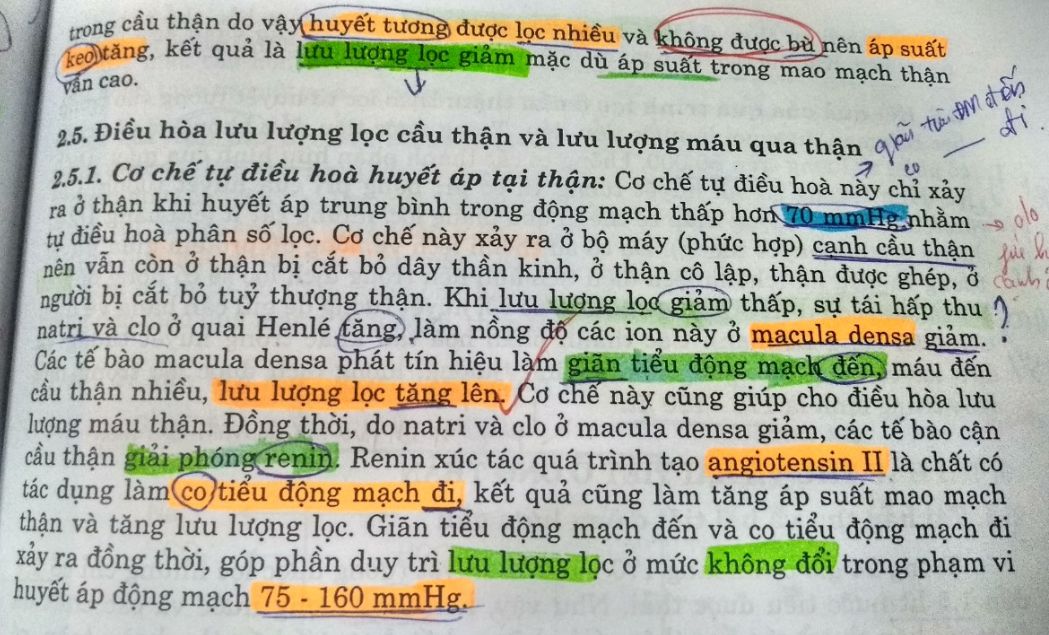 trong cầu thận do vậy huyết tương được lọc nhiều và không được bù nên áp suất
keo tăng, kết quả là lưu lượng lọc giảm mặc dù áp suất trong mao mạch thận
vẫn cao.
2.5. Điều hòa lưu lượng lọc cầu thận và lưu lượng máu qua thận
giãn tiểu ĐM đến
co đi.
2.5.1. Cơ chế tự điều hoà huyết áp tại thận: Cơ chế tự điều hoà này chỉ xảy
ra ở thận khi huyết áp trung bình trong động mạch thấp hơn 70 mmHg nhằm
tự điều hoà phân số lọc. Cơ chế này xảy ra ở bộ máy (phức hợp) cạnh cầu thận
nên vẫn còn ở thận bị cắt bỏ dây thần kinh, ở thận cô lập, thận được ghép, ở
người bị cắt bỏ tuỷ thượng thận. Khi lưu lượng lọc giảm thấp, sự tái hấp thu ?
natri và clo ở quai Henlé tăng, làm nồng độ các ion này ở macula densa giảm.
Các tế bào macula densa phát tín hiệu làm giãn tiểu động mạch đến, máu đến
cầu thận nhiều, lưu lượng lọc tăng lên. Cơ chế này cũng giúp cho điều hòa lưu
lượng máu thận. Đồng thời, do natri và clo ở macula densa giảm, các tế bào cận
cầu thận giải phóng renin. Renin xúc tác quá trình tạo angiotensin II là chất có
tác dụng làm co tiểu động mạch đi, kết quả cũng làm tăng áp suất mao mạch
thận và tăng lưu lượng lọc. Giãn tiểu động mạch đến và co tiểu động mạch đi
xảy ra đồng thời, góp phần duy trì lưu lượng lọc ở mức không đổi trong phạm vi
huyết áp động mạch 75 - 160 mmHg.